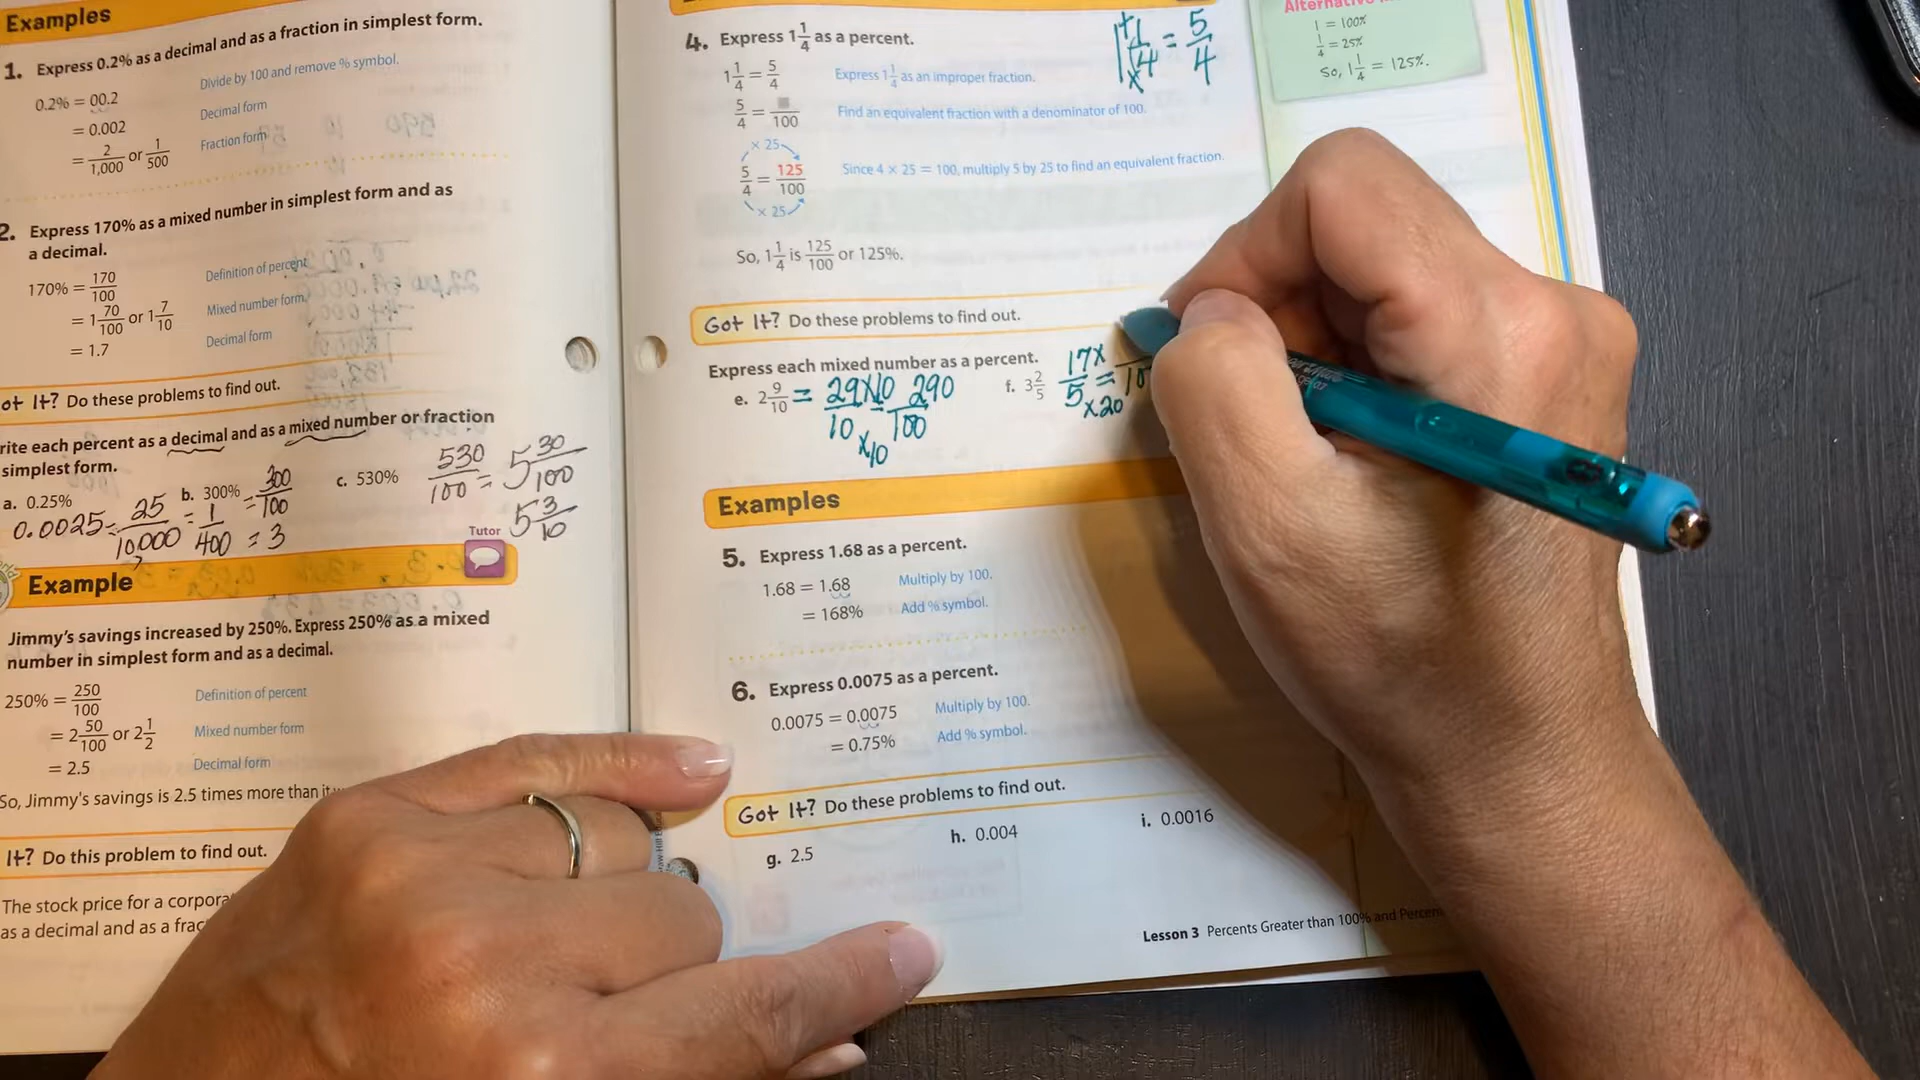 Examples
1. Express 0.2% as a decimal and as a fraction in simplest form.
0.2% = 00.2 Divide by 100 and remove % symbol.
= 0.002 Decimal form
= 2/1,000 or 1/500 Fraction form
2. Express 170% as a mixed number in simplest form and as
a decimal.
170% = 170/100 Definition of percent
= 1 70/100 or 1 7/10 Mixed number form
= 1.7 Decimal form
ot It? Do these problems to find out.
rite each percent as a decimal and as a mixed number or fraction
simplest form.
a. 0.25% b. 300% = 300/100 c. 530% 530/100 = 5 30/100
0.0025 = 25/10,000 = 1/400 = 3 5 3/10
Tutor
Example
Jimmy's savings increased by 250%. Express 250% as a mixed
number in simplest form and as a decimal.
250% = 250/100 Definition of percent
= 2 50/100 or 2 1/2 Mixed number form
= 2.5 Decimal form
So, Jimmy's savings is 2.5 times more than it
It? Do this problem to find out.
The stock price for a corpora
as a decimal and as a frac
4. Express 1 1/4 as a percent.
1 1/4 = 5/4 Express 1 1/4 as an improper fraction.
5/4 = /100 Find an equivalent fraction with a denominator of 100.
× 25
5/4 = 125/100 Since 4 × 25 = 100, multiply 5 by 25 to find an equivalent fraction.
× 25
So, 1 1/4 is 125/100 or 125%.
1 + 1/4 x = 5/4
1 = 100%
1/4 = 25%
So, 1 1/4 = 125%.
Got It? Do these problems to find out.
Express each mixed number as a percent.
e. 2 9/10 = 29 x10/10 x10 = 290/100
f. 3 2/5 17 x/5 x20 = /10
Examples
5. Express 1.68 as a percent.
1.68 = 1.68 Multiply by 100.
= 168% Add % symbol.
6. Express 0.0075 as a percent.
0.0075 = 0.0075 Multiply by 100.
= 0.75% Add % symbol.
Got It? Do these problems to find out.
g. 2.5 h. 0.004 i. 0.0016
Lesson 3 Percents Greater than 100% and Percen